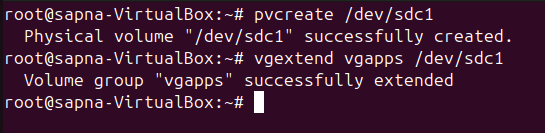 root@sapna-VirtualBox:~# pvcreate /dev/sdc1
  Physical volume "/dev/sdc1" successfully created.
root@sapna-VirtualBox:~# vgextend vgapps /dev/sdc1
  Volume group "vgapps" successfully extended
root@sapna-VirtualBox:~#